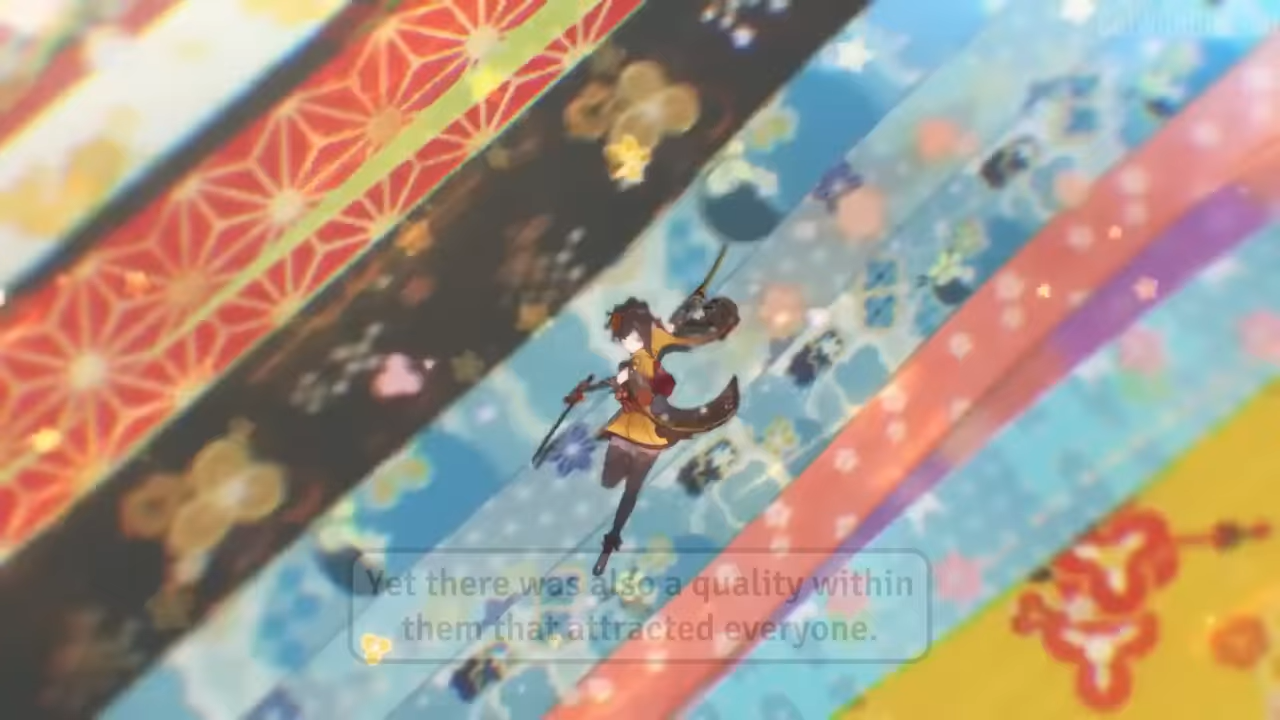 Yet there was also a quality within
them that attracted everyone.